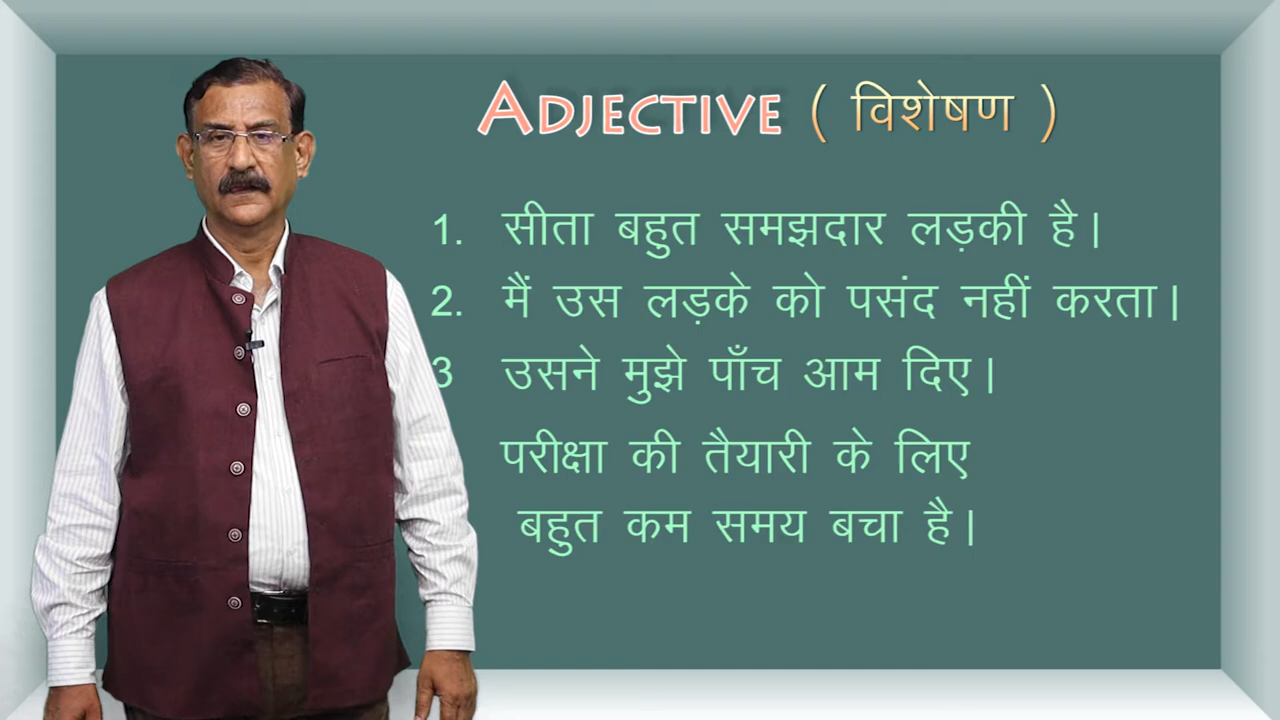 ADJECTIVE ( विशेषण )
1. सीता बहुत समझदार लड़की है।
2. मैं उस लड़के को पसंद नहीं करता।
3 उसने मुझे पाँच आम दिए।
परीक्षा की तैयारी के लिए
बहुत कम समय बचा है।